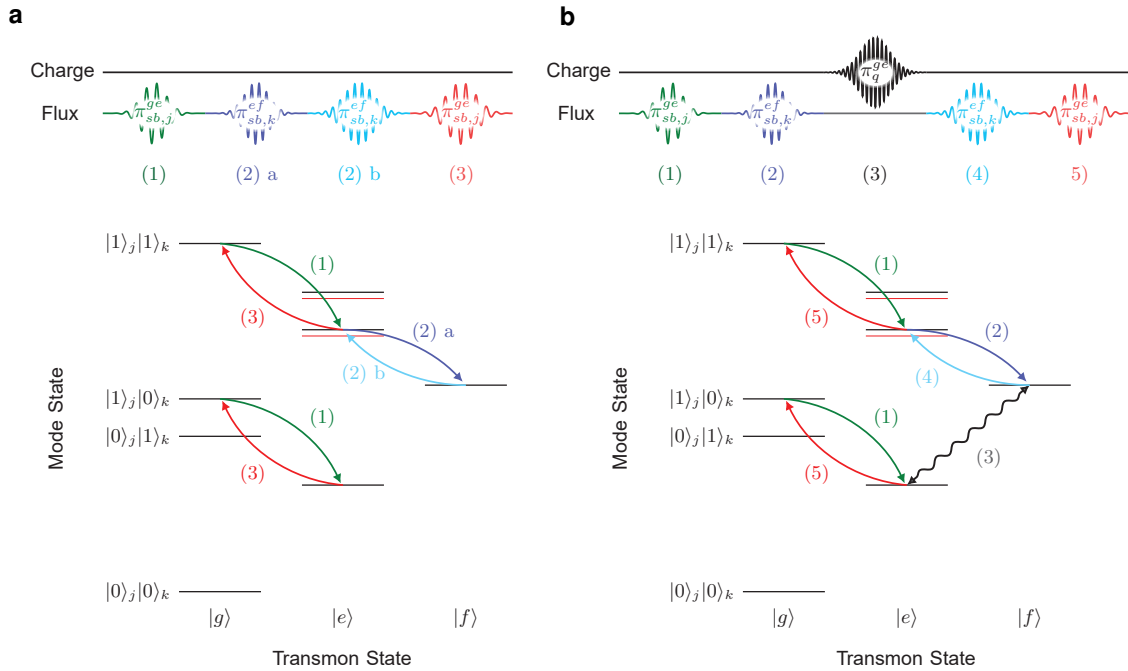 a
Charge
Flux
π^{ge}_{sb,j} π^{ef}_{sb,k} π^{ef}_{sb,k} π^{ge}_{sb,j}
(1) (2) a (2) b (3)
|1⟩_j|1⟩_k
(1)
(3)
(2) a
(2) b
|1⟩_j|0⟩_k
(1)
|0⟩_j|1⟩_k
(3)
|0⟩_j|0⟩_k
Mode State
|g⟩ |e⟩ |f⟩
Transmon State
b
Charge
π^{ge}_q
Flux
π^{ge}_{sb,j} π^{ef}_{sb,k} π^{ef}_{sb,k} π^{ge}_{sb,j}
(1) (2) (3) (4) 5)
|1⟩_j|1⟩_k
(1)
(5)
(2)
(4)
|1⟩_j|0⟩_k
(1)
|0⟩_j|1⟩_k
(3)
(5)
|0⟩_j|0⟩_k
Mode State
|g⟩ |e⟩ |f⟩
Transmon State